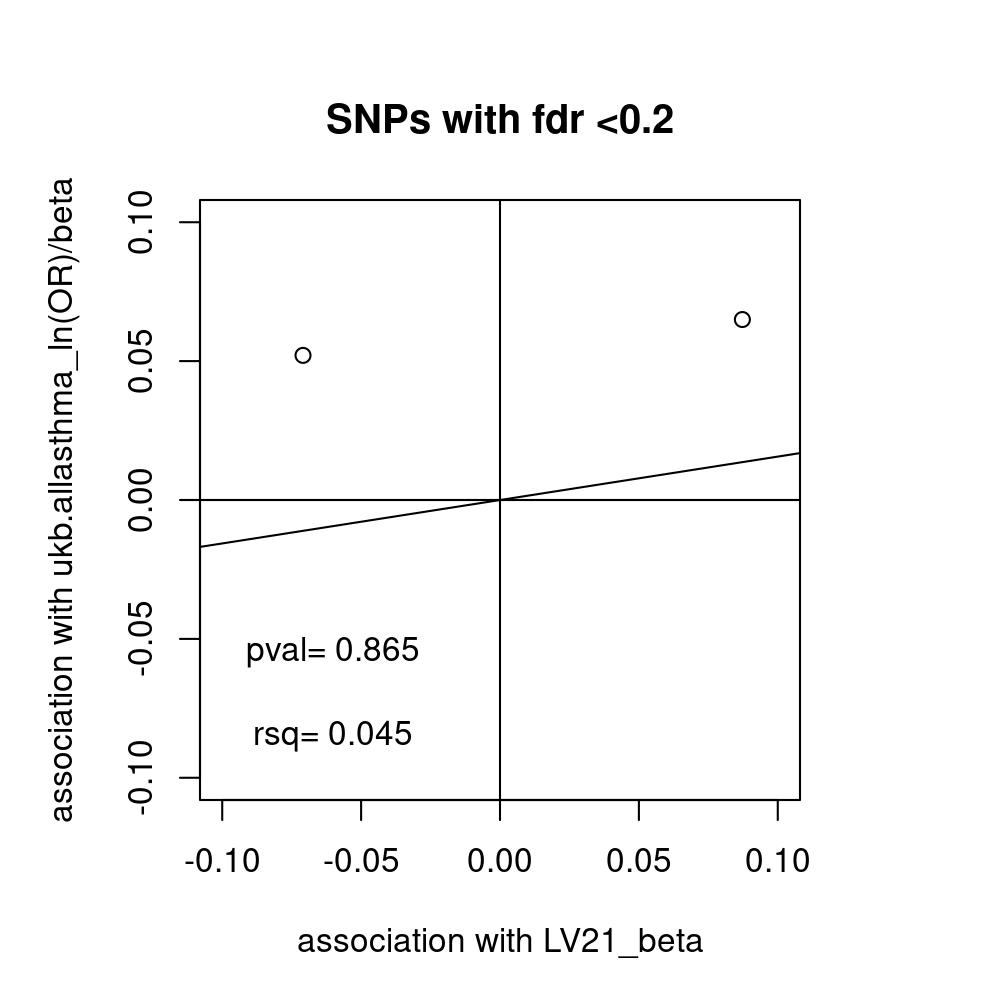 SNPs with fdr <0.2
association with ukb.allasthma_ln(OR)/beta
0.10
0.05
0.00
-0.05
-0.10
pval= 0.865
rsq= 0.045
-0.10 -0.05 0.00 0.05 0.10
association with LV21_beta